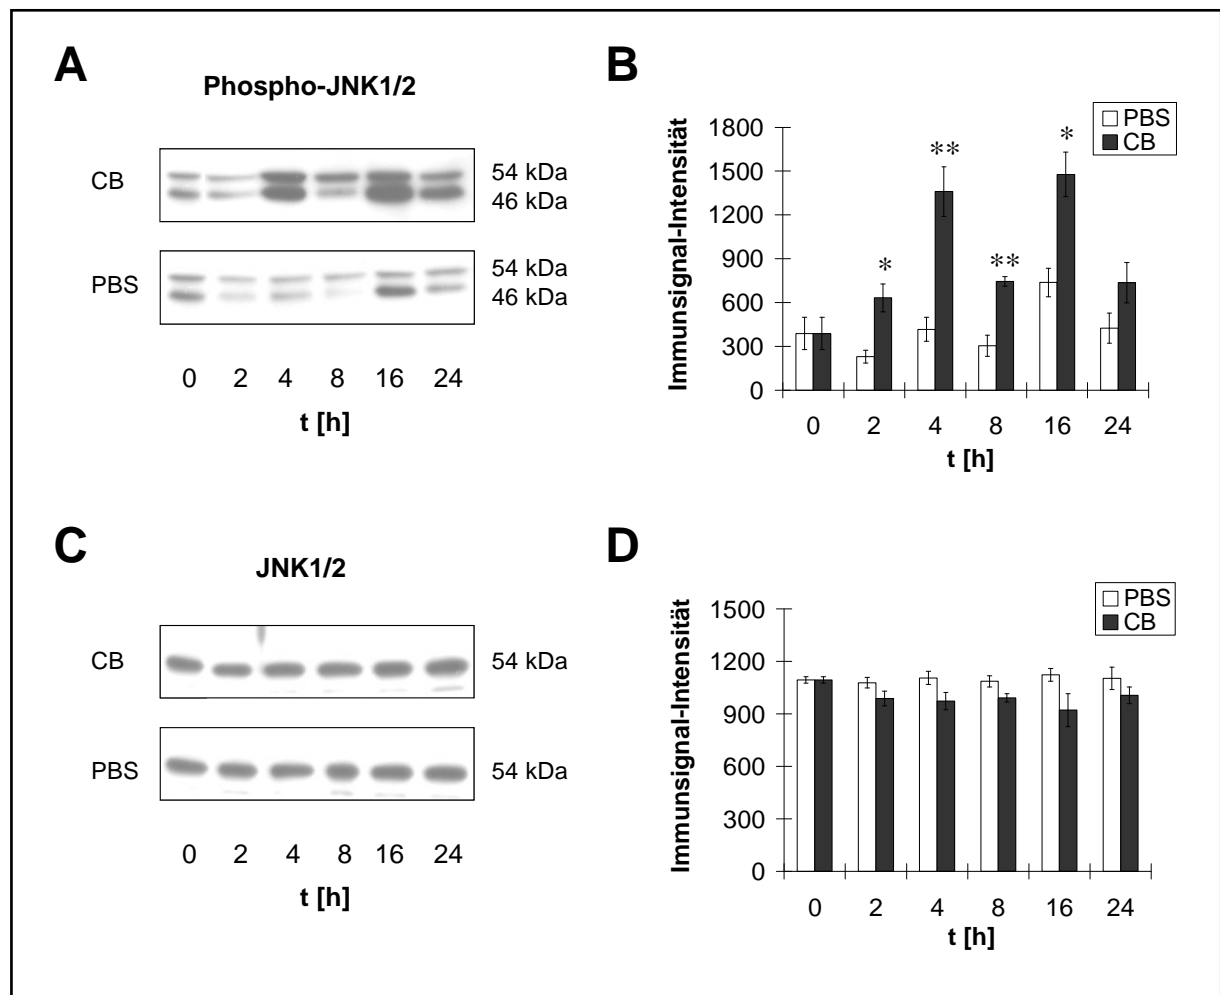 A
Phospho-JNK1/2
CB
54 kDa
46 kDa
PBS
54 kDa
46 kDa
0 2 4 8 16 24
t [h]
B
PBS
CB
Immunsignal-Intensität
1800
1500
1200
900
600
300
0
* ** ** *
0 2 4 8 16 24
t [h]
C
JNK1/2
CB
54 kDa
PBS
54 kDa
0 2 4 8 16 24
t [h]
D
PBS
CB
Immunsignal-Intensität
1500
1200
900
600
300
0
0 2 4 8 16 24
t [h]